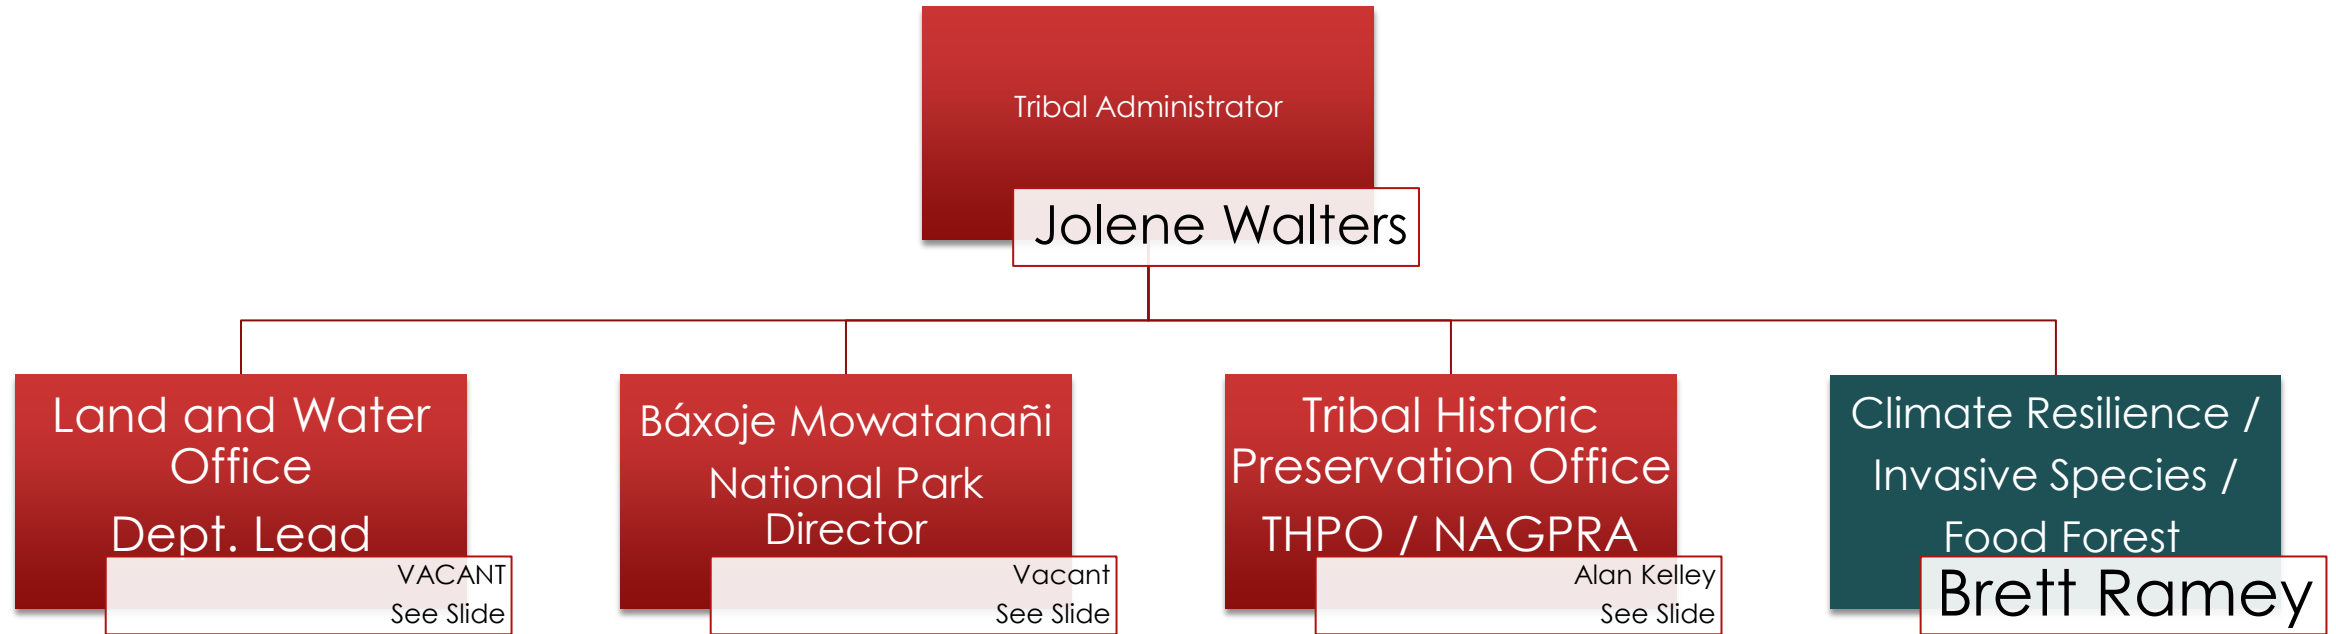 Tribal Administrator
Jolene Walters
Land and Water
Office
Dept. Lead
VACANT
See Slide
Báxoje Mowatanañi
National Park
Director
Vacant
See Slide
Tribal Historic
Preservation Office
THPO / NAGPRA
Alan Kelley
See Slide
Climate Resilience /
Invasive Species /
Food Forest
Brett Ramey